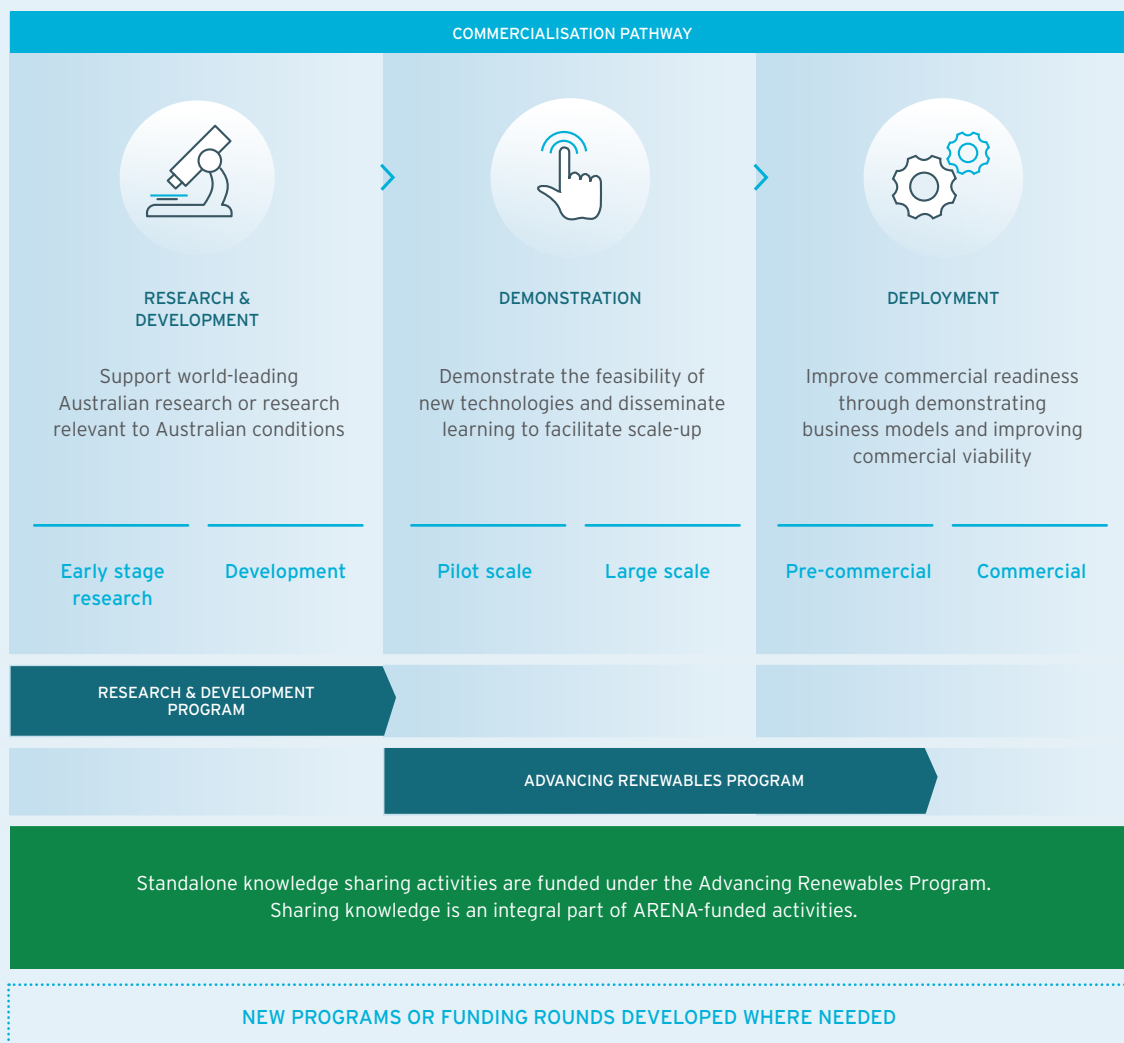 COMMERCIALISATION PATHWAY
RESEARCH &
DEVELOPMENT
Support world-leading
Australian research or research
relevant to Australian conditions
Early stage
research
Development
DEMONSTRATION
Demonstrate the feasibility of
new technologies and disseminate
learning to facilitate scale-up
Pilot scale
Large scale
DEPLOYMENT
Improve commercial readiness
through demonstrating
business models and improving
commercial viability
Pre-commercial
Commercial
RESEARCH & DEVELOPMENT
PROGRAM
ADVANCING RENEWABLES PROGRAM
Standalone knowledge sharing activities are funded under the Advancing Renewables Program.
Sharing knowledge is an integral part of ARENA-funded activities.
NEW PROGRAMS OR FUNDING ROUNDS DEVELOPED WHERE NEEDED